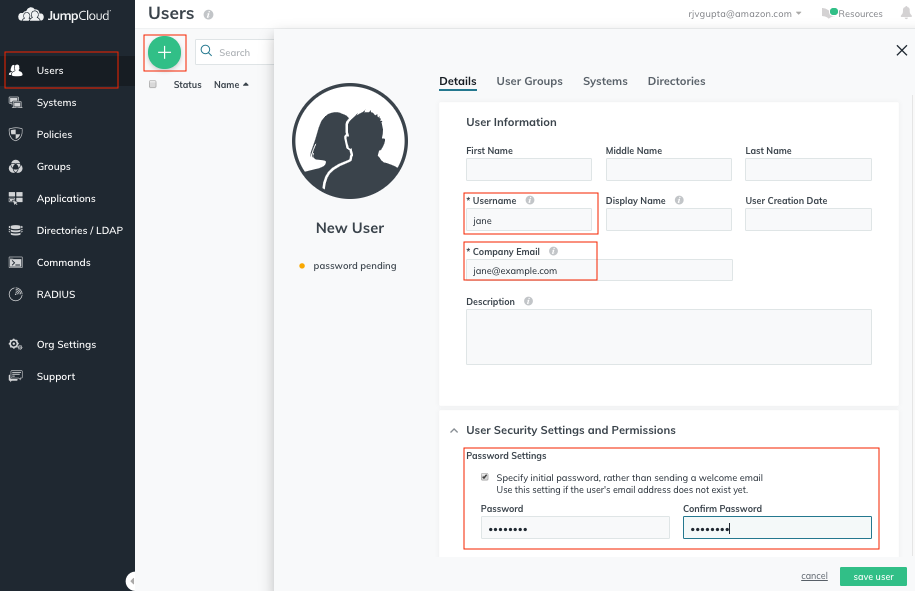 JumpCloud
Users
Systems
Policies
Groups
Applications
Directories / LDAP
Commands
RADIUS
Org Settings
Support
Users i
rjvgupta@amazon.com
Resources
+
Search
Status Name
New User
password pending
Details User Groups Systems Directories
User Information
First Name Middle Name Last Name
* Username i Display Name i User Creation Date
jane
* Company Email i
jane@example.com
Description i
User Security Settings and Permissions
Password Settings
Specify initial password, rather than sending a welcome email
Use this setting if the user's email address does not exist yet.
Password Confirm Password
•••••••• ••••••••
cancel save user